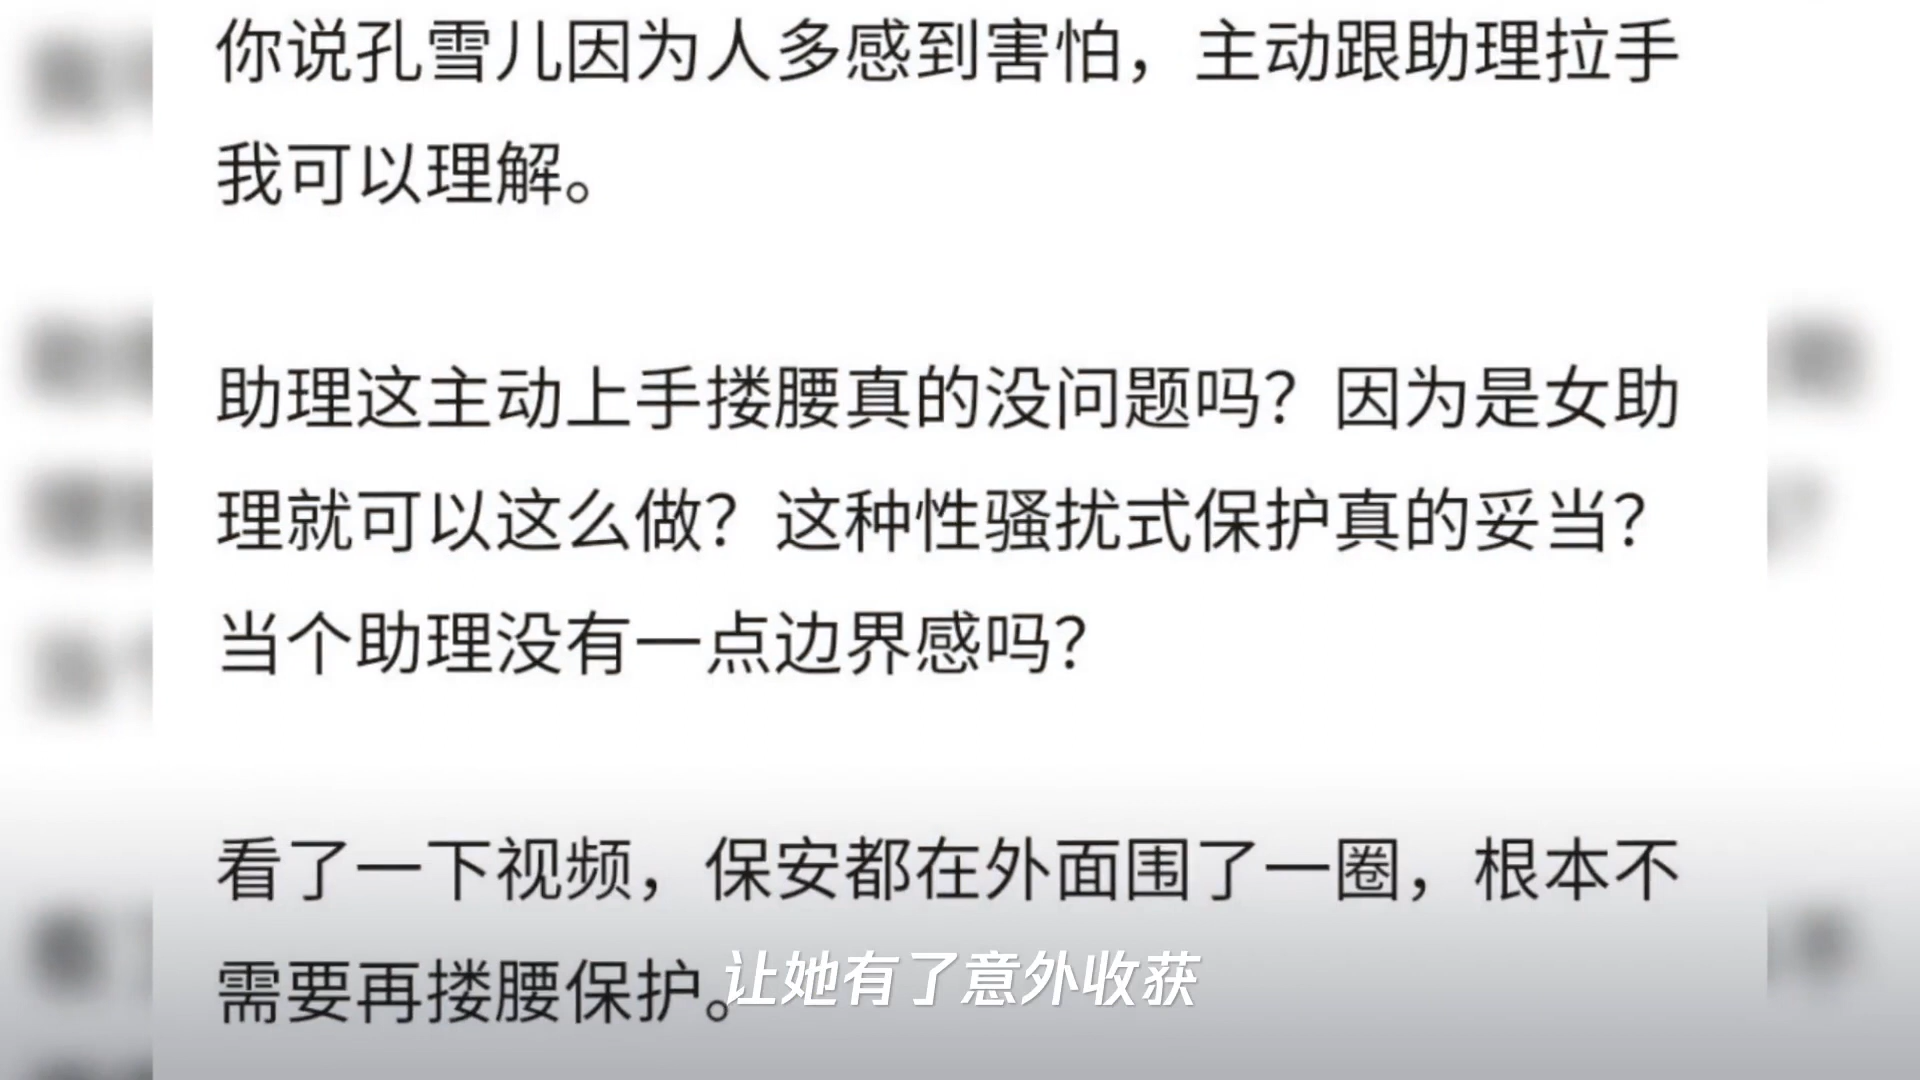 你说孔雪儿因为人多感到害怕，主动跟助理拉手
我可以理解。
助理这主动上手搂腰真的没问题吗？因为是女助
理就可以这么做？这种性骚扰式保护真的妥当？
当个助理没有一点边界感吗？
看了一下视频，保安都在外面围了一圈，根本不
需要再搂腰保护。
让她有了意外收获